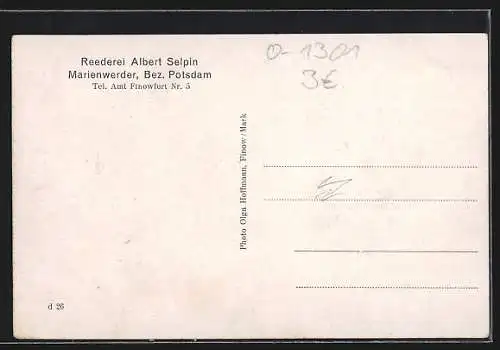 Reederei Albert Selpin
Marienwerder, Bez. Potsdam
Tel. Amt Finowfurt Nr. 5
O-1301
3€
Photo Olga Hoffmann, Finow/Mark
d 26